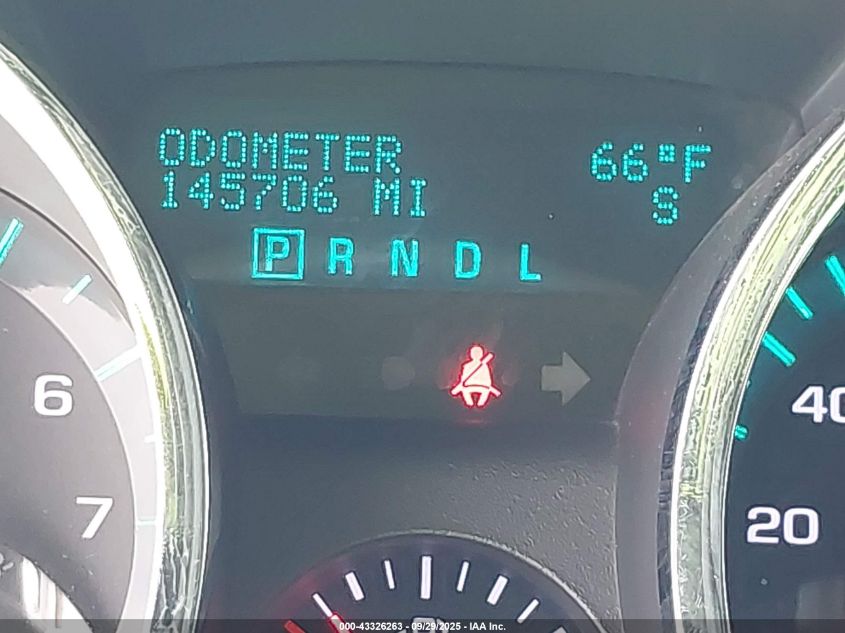 ODOMETER 66°F
145706 MI S
P R N D L
6
40
7
20
000-43326263 - 09/29/2025 - IAA Inc.